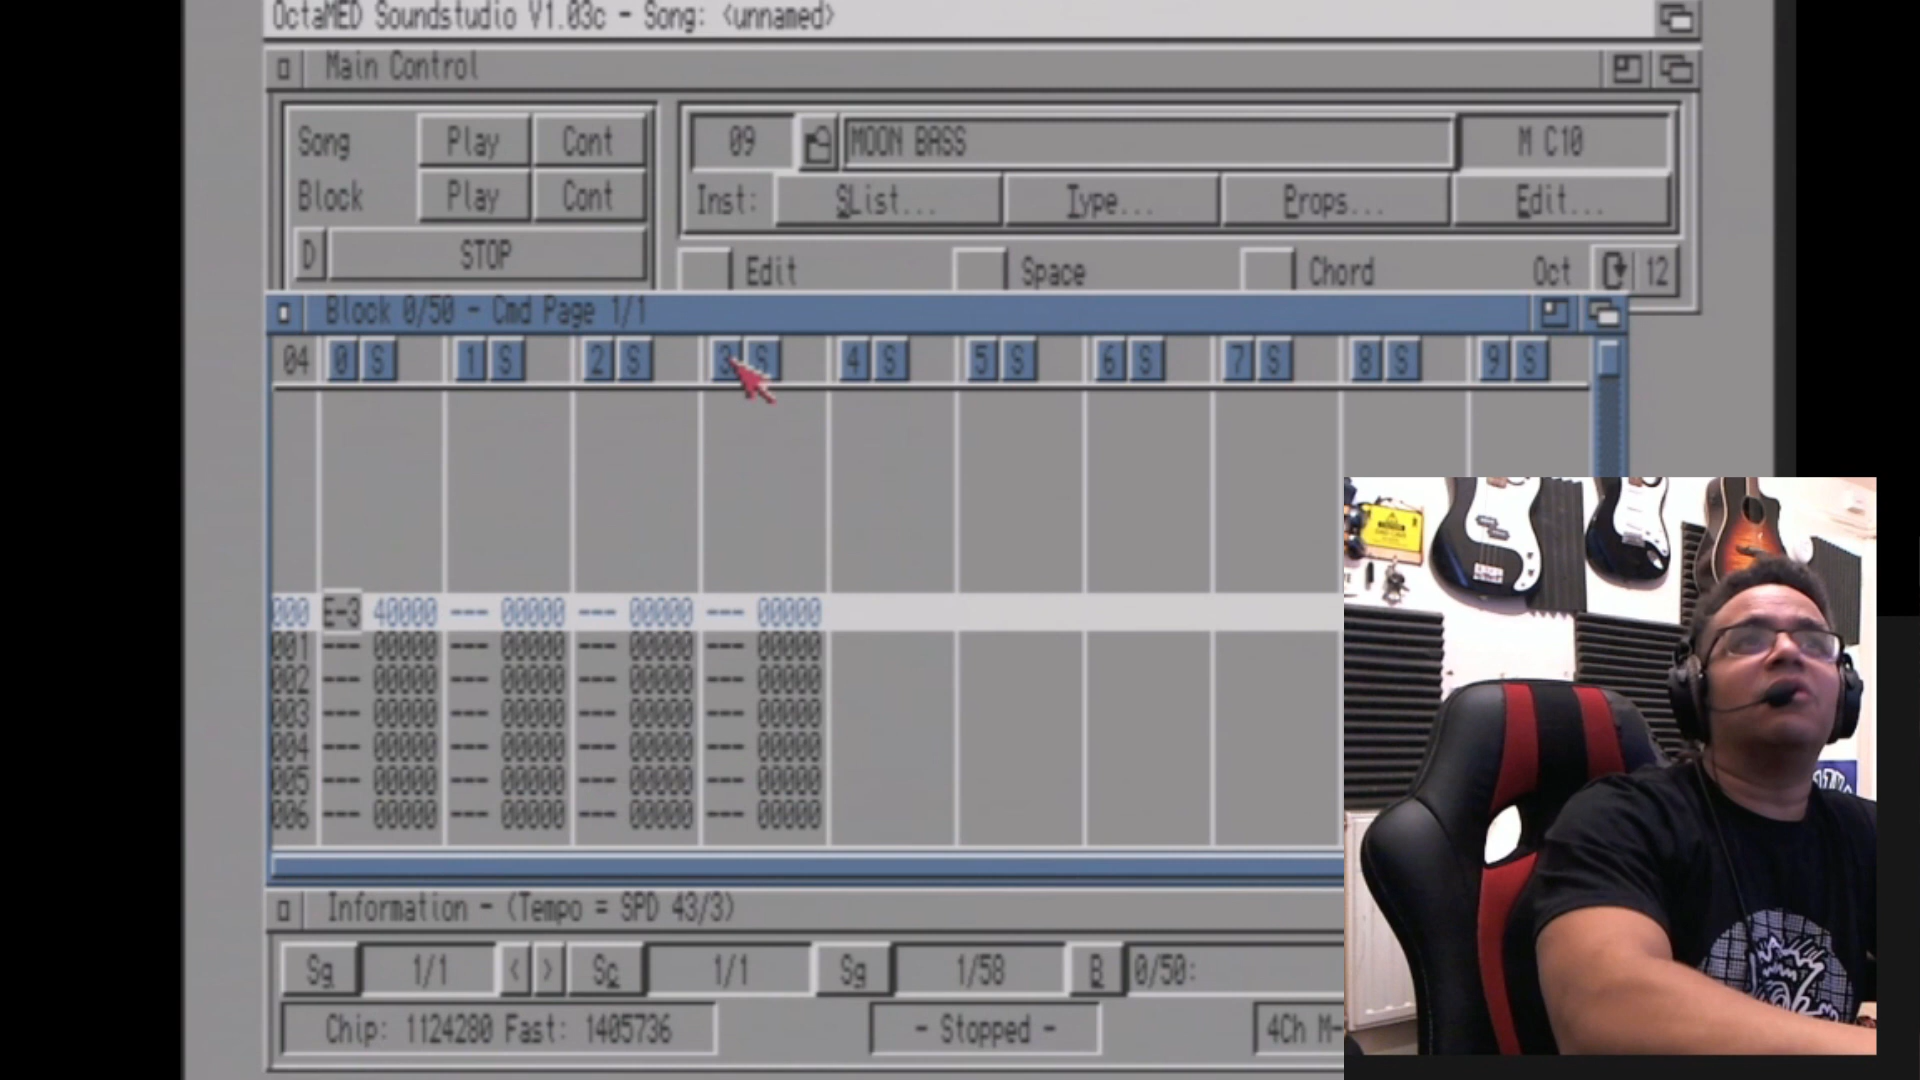 OctaMED Soundstudio V1.03c - Song: <unnamed>
Main Control
Song Play Cont 09 MOON BASS M C10
Block Play Cont Inst: SList... Type... Props... Edit...
D STOP Edit Space Chord Oct 12
Block 0/50 - Cmd Page 1/1
04 0 S 1 S 2 S 3 S 4 S 5 S 6 S 7 S 8 S 9 S
000 E-3 40000 --- 00000 --- 00000 --- 00000
001 --- 00000 --- 00000 --- 00000 --- 00000
002 --- 00000 --- 00000 --- 00000 --- 00000
003 --- 00000 --- 00000 --- 00000 --- 00000
004 --- 00000 --- 00000 --- 00000 --- 00000
005 --- 00000 --- 00000 --- 00000 --- 00000
006 --- 00000 --- 00000 --- 00000 --- 00000
Information - (Tempo = SPD 43/3)
Sg 1/1 < > Sc 1/1 Sg 1/58 B 0/50:
Chip: 1124280 Fast: 1405736 - Stopped - 4Ch M-